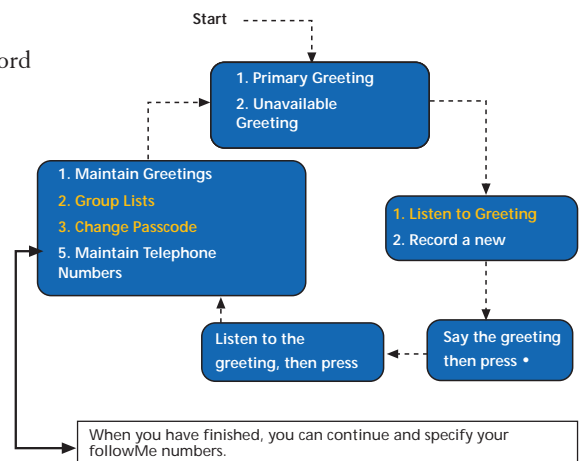 Start
ord
1. Primary Greeting
2. Unavailable
Greeting
1. Maintain Greetings
2. Group Lists
3. Change Passcode
5. Maintain Telephone
Numbers
1. Listen to Greeting
2. Record a new
Listen to the
greeting, then press
Say the greeting
then press •
When you have finished, you can continue and specify your
followMe numbers.